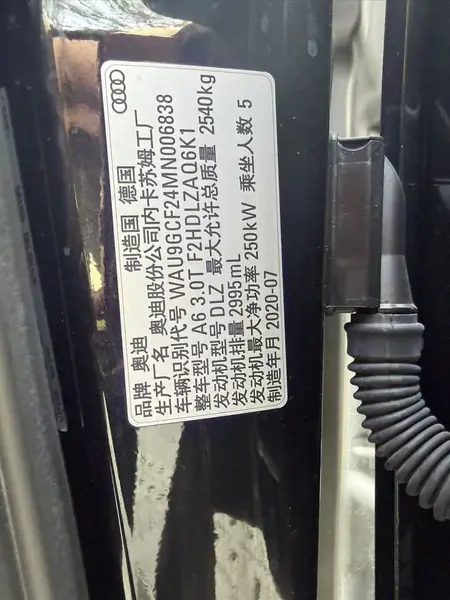 品牌 奥迪 制造国 德国
生产厂名 奥迪股份公司内卡苏姆工厂
车辆识别代号 WAU9GCF24MN006838
整车型号 A6 3.0T F2HDLZAQ6K1
发动机型号 DLZ 最大允许总质量 2540kg
发动机排量 2995mL
发动机最大净功率 250kW 乘坐人数 5
制造年月 2020-07